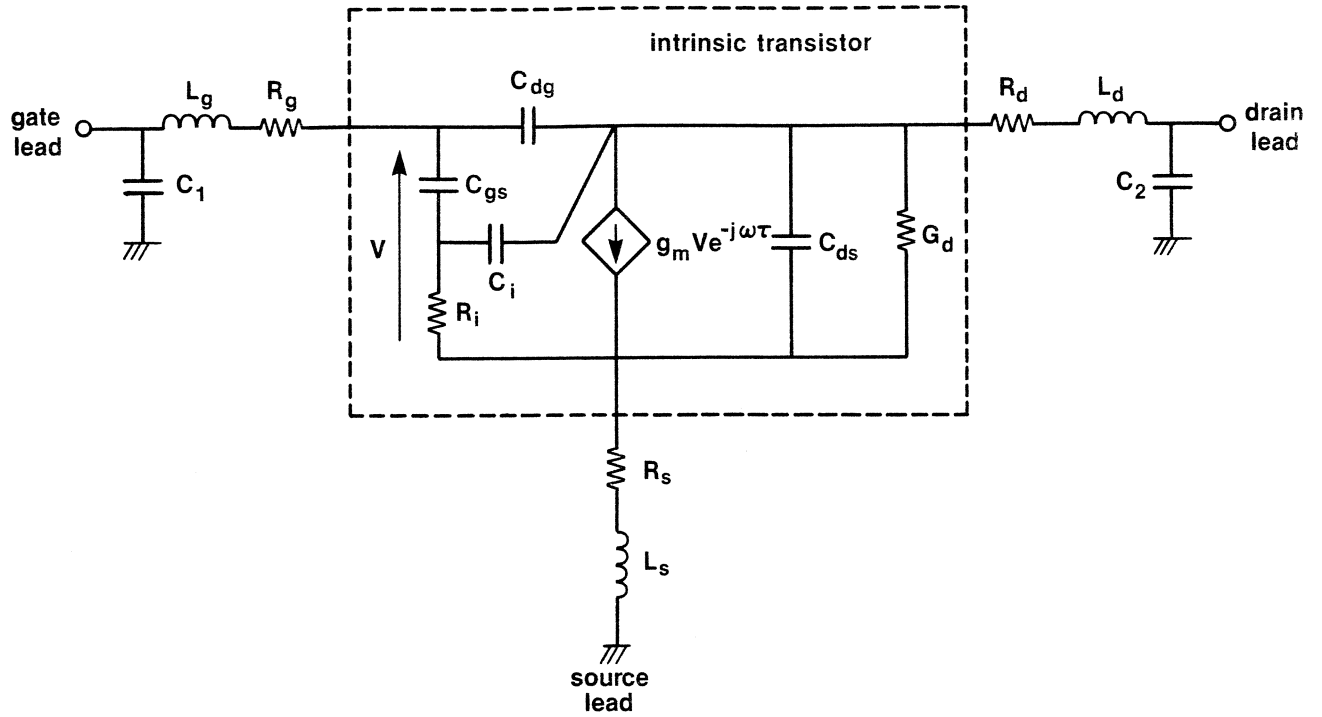 intrinsic transistor
C_dg
L_g
R_g
R_d
L_d
gate
lead
drain
lead
C_1
C_gs
C_2
V
g_m Ve^-jωτ
C_ds
G_d
C_i
R_i
R_s
L_s
source
lead